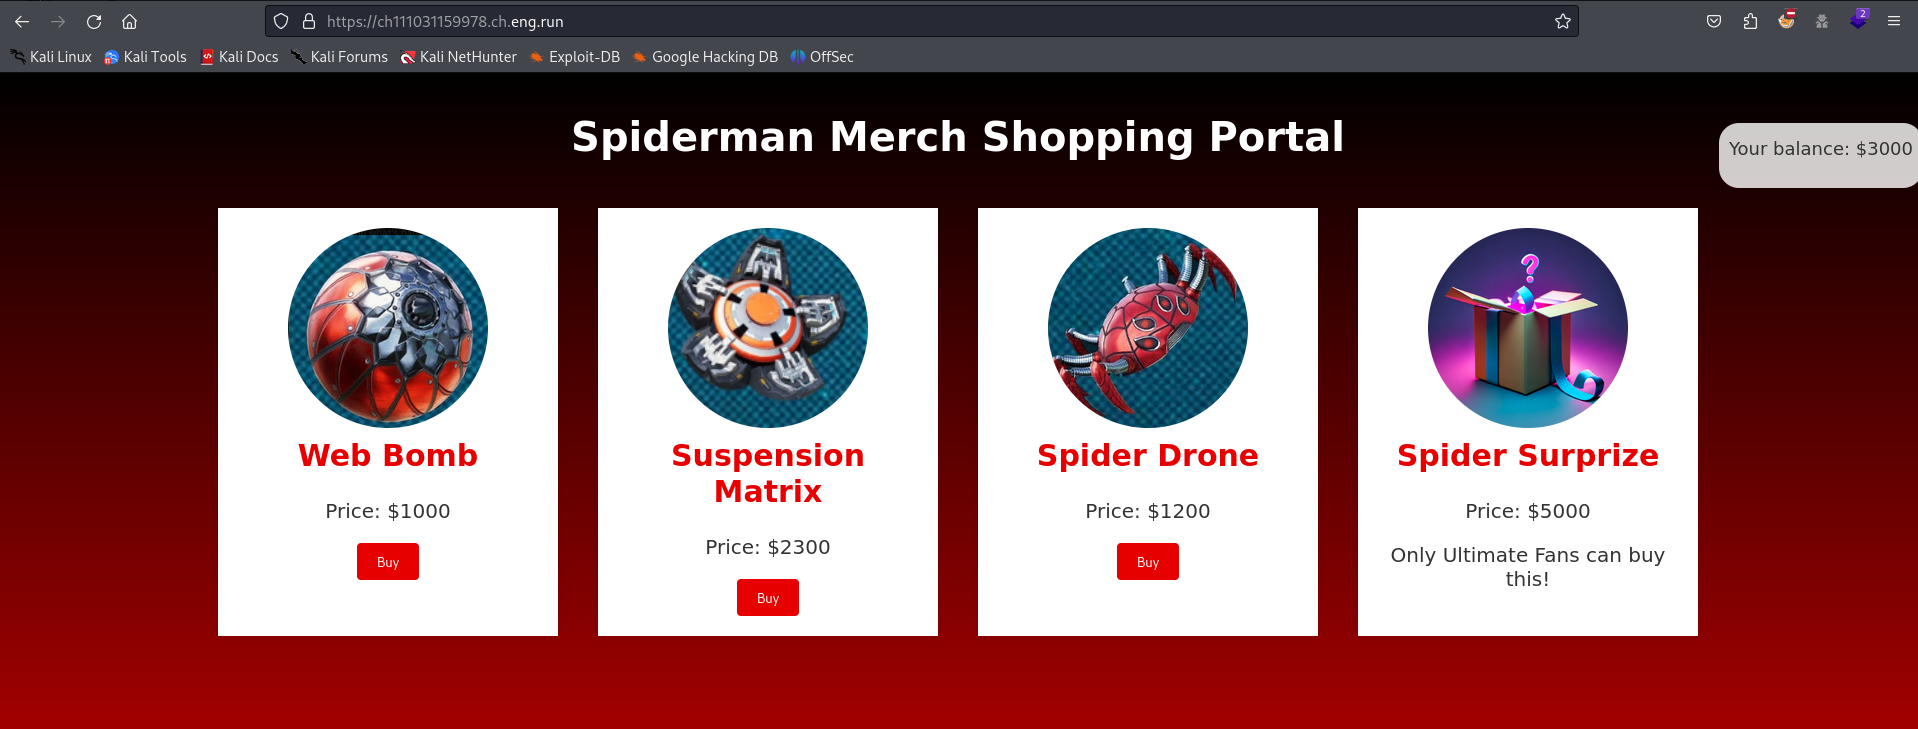 https://ch111031159978.ch.eng.run
2
Kali Linux Kali Tools Kali Docs Kali Forums Kali NetHunter Exploit-DB Google Hacking DB OffSec
Spiderman Merch Shopping Portal
Your balance: $3000
Web Bomb
Price: $1000
Buy
Suspension
Matrix
Price: $2300
Buy
Spider Drone
Price: $1200
Buy
?
Spider Surprize
Price: $5000
Only Ultimate Fans can buy
this!